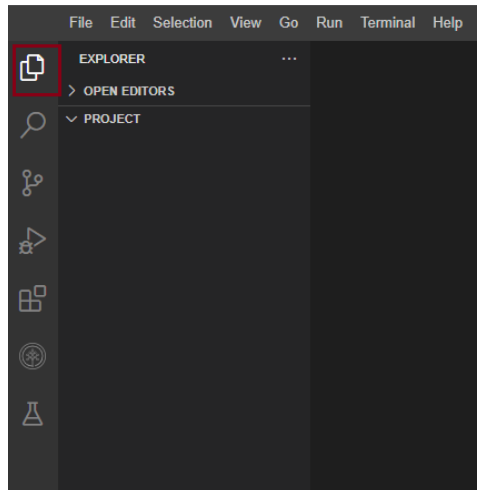 File Edit Selection View Go Run Terminal Help
EXPLORER ...
> OPEN EDITORS
PROJECT